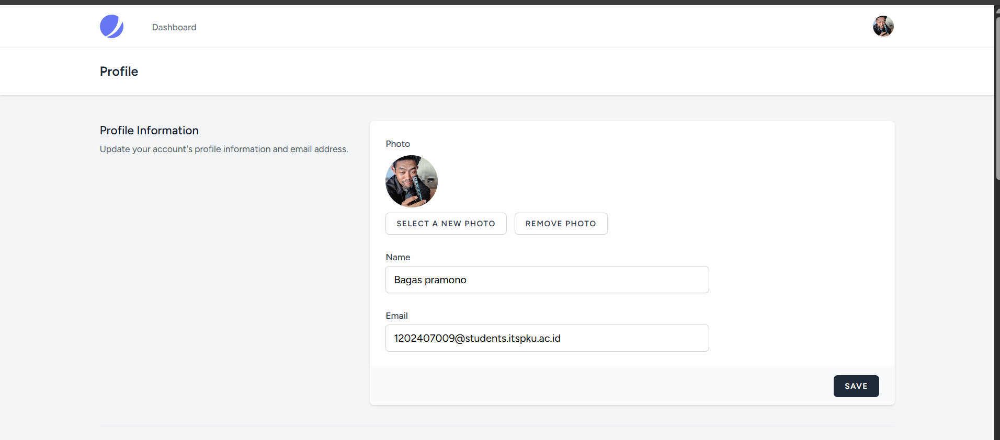 Dashboard
Profile
Profile Information
Update your account's profile information and email address.
Photo
SELECT A NEW PHOTO
REMOVE PHOTO
Name
Bagas pramono
Email
1202407009@students.itspku.ac.id
SAVE